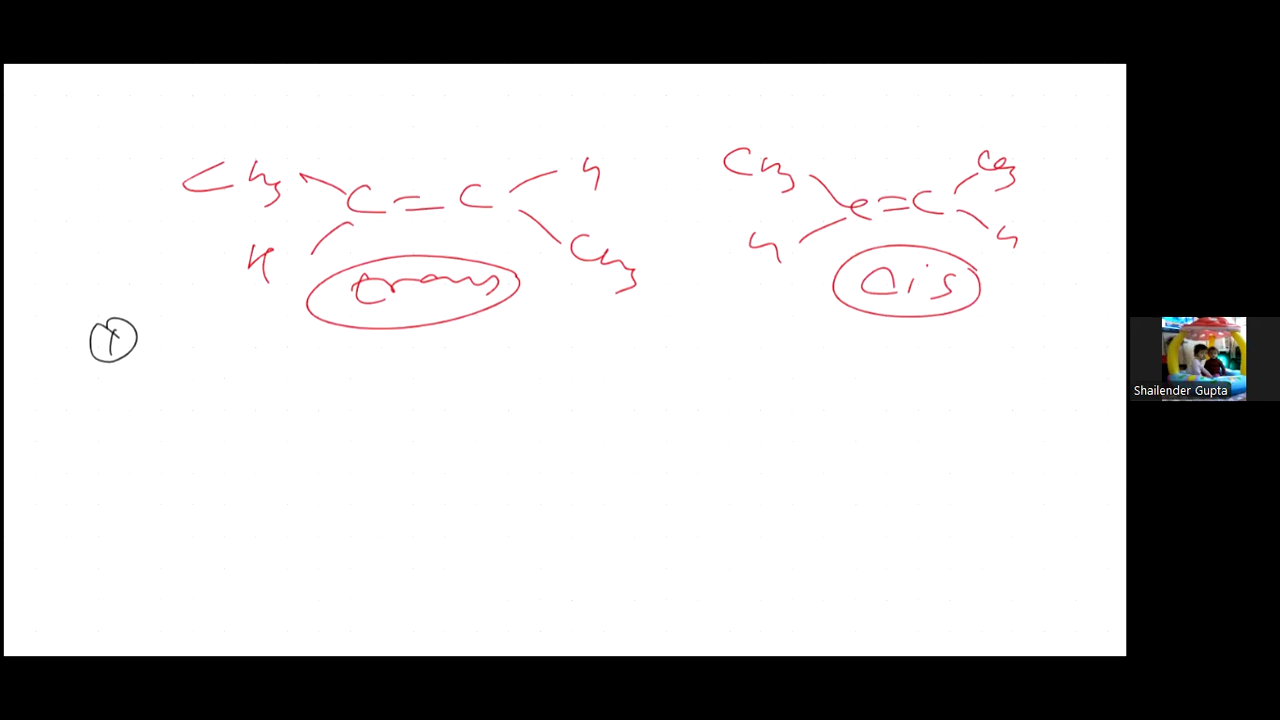 CH3 C = C H
H CH3
trans
CH3 C = C CH3
H H
cis
Shailender Gupta